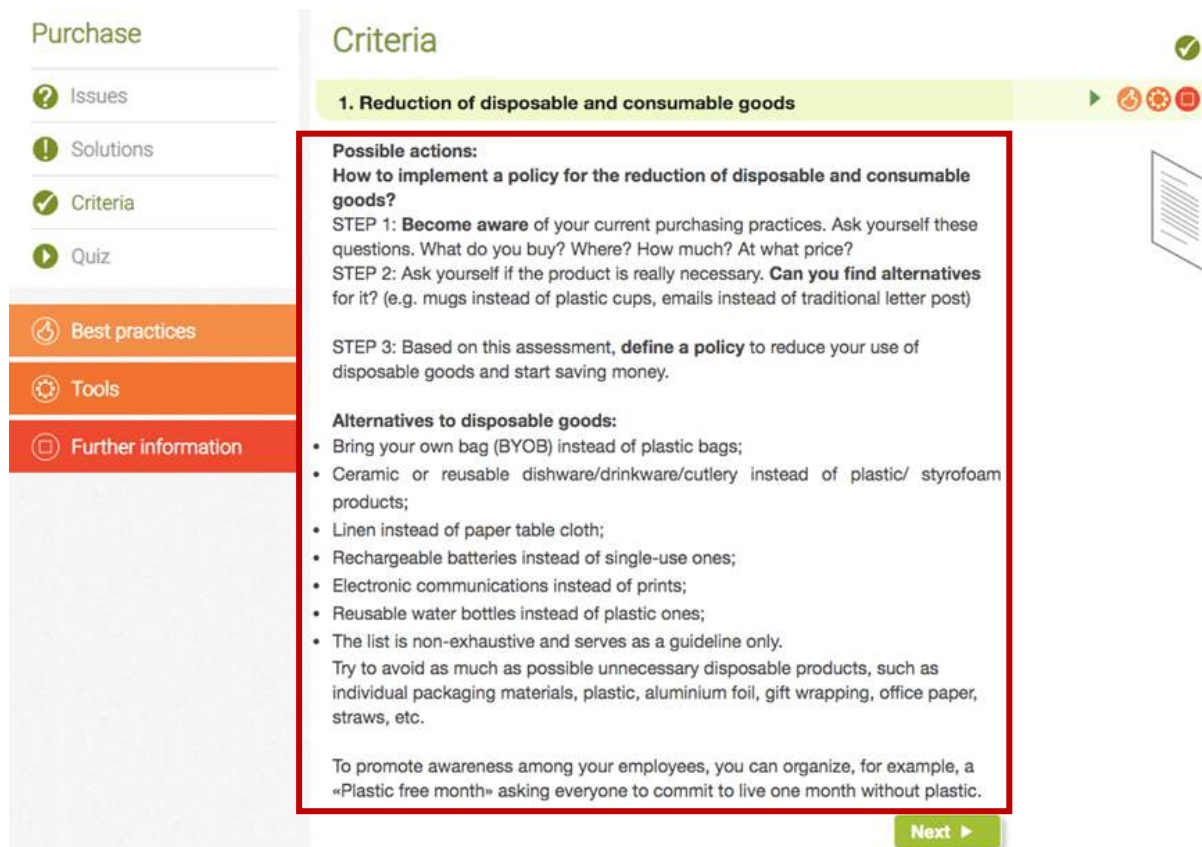 Purchase
Issues
Solutions
Criteria
Quiz
Best practices
Tools
Further information
Criteria
1. Reduction of disposable and consumable goods
Possible actions:
How to implement a policy for the reduction of disposable and consumable
goods?
STEP 1: Become aware of your current purchasing practices. Ask yourself these
questions. What do you buy? Where? How much? At what price?
STEP 2: Ask yourself if the product is really necessary. Can you find alternatives
for it? (e.g. mugs instead of plastic cups, emails instead of traditional letter post)
STEP 3: Based on this assessment, define a policy to reduce your use of
disposable goods and start saving money.
Alternatives to disposable goods:
• Bring your own bag (BYOB) instead of plastic bags;
• Ceramic or reusable dishware/drinkware/cutlery instead of plastic/ styrofoam
products;
• Linen instead of paper table cloth;
• Rechargeable batteries instead of single-use ones;
• Electronic communications instead of prints;
• Reusable water bottles instead of plastic ones;
• The list is non-exhaustive and serves as a guideline only.
Try to avoid as much as possible unnecessary disposable products, such as
individual packaging materials, plastic, aluminium foil, gift wrapping, office paper,
straws, etc.
To promote awareness among your employees, you can organize, for example, a
«Plastic free month» asking everyone to commit to live one month without plastic.
Next